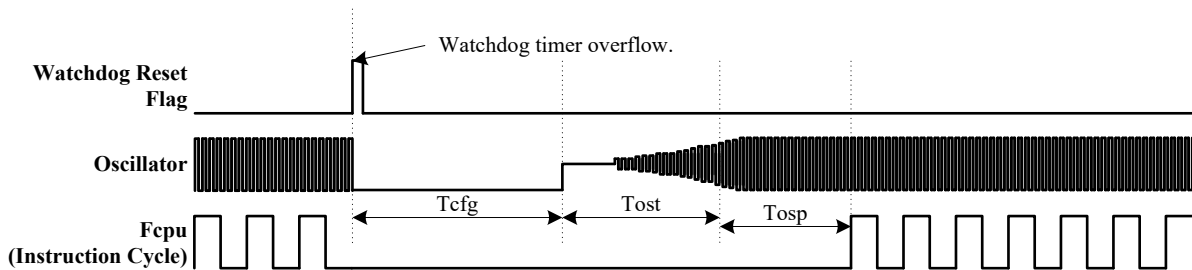 Watchdog timer overflow.
Watchdog Reset
Flag
Oscillator
Tcfg
Tost
Tosp
Fcpu
(Instruction Cycle)